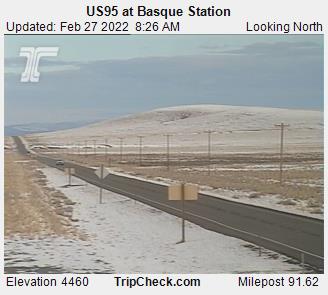 US95 at Basque Station
Updated: Feb 27 2022 8:26 AM
Looking North
Elevation 4460
TripCheck.com
Milepost 91.62